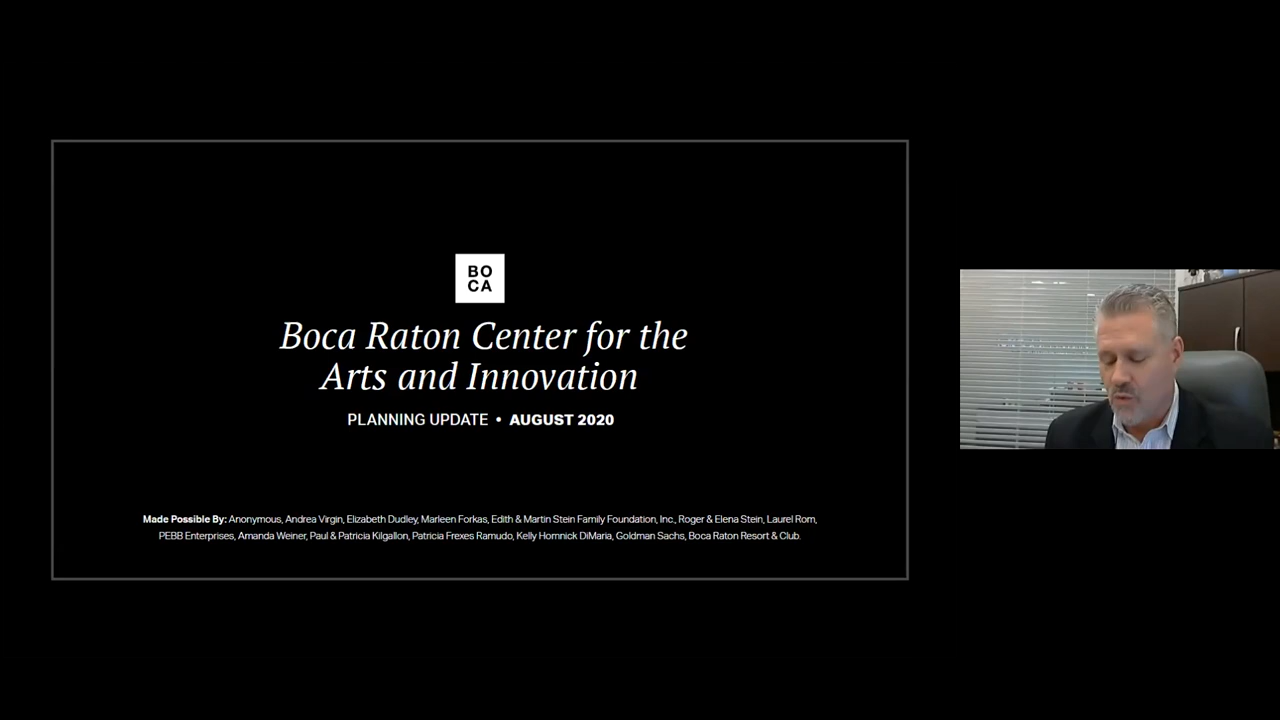 BO
CA
Boca Raton Center for the
Arts and Innovation
PLANNING UPDATE • AUGUST 2020
Made Possible By: Anonymous, Andrea Virgin, Elizabeth Dudley, Marleen Forkas, Edith & Martin Stein Family Foundation, Inc., Roger & Elena Stein, Laurel Rom,
PEBB Enterprises, Amanda Weiner, Paul & Patricia Kilgallon, Patricia Frexes Ramudo, Kelly Homnick DiMaria, Goldman Sachs, Boca Raton Resort & Club.